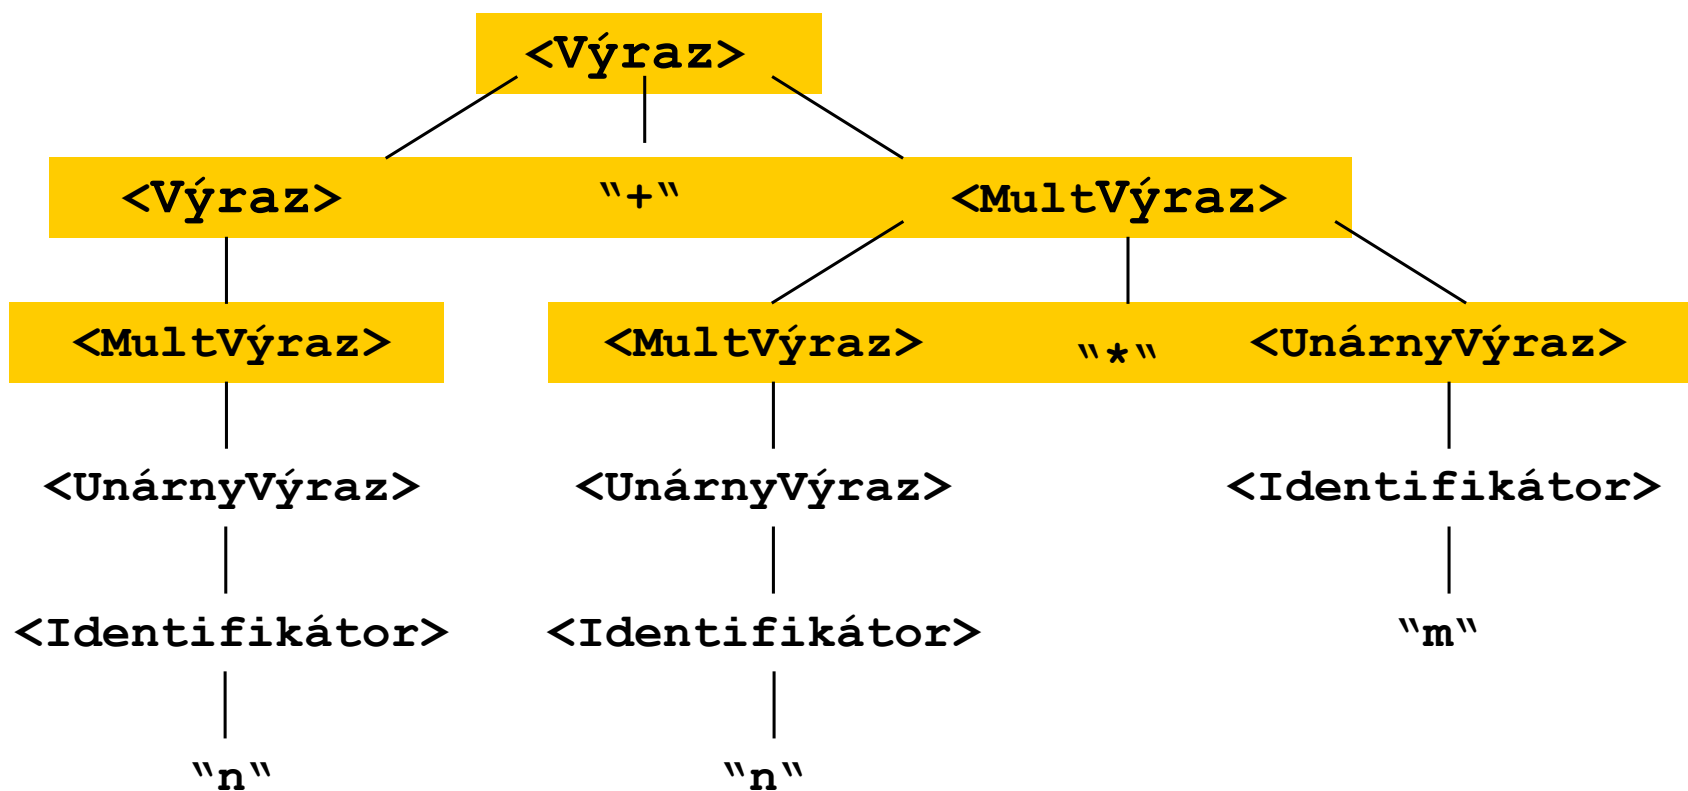 <Výraz>
<Výraz> "+" <MultVýraz>
<MultVýraz> <MultVýraz> "*" <UnárnyVýraz>
<UnárnyVýraz> <UnárnyVýraz> <Identifikátor>
<Identifikátor> <Identifikátor> "m"
"n" "n"